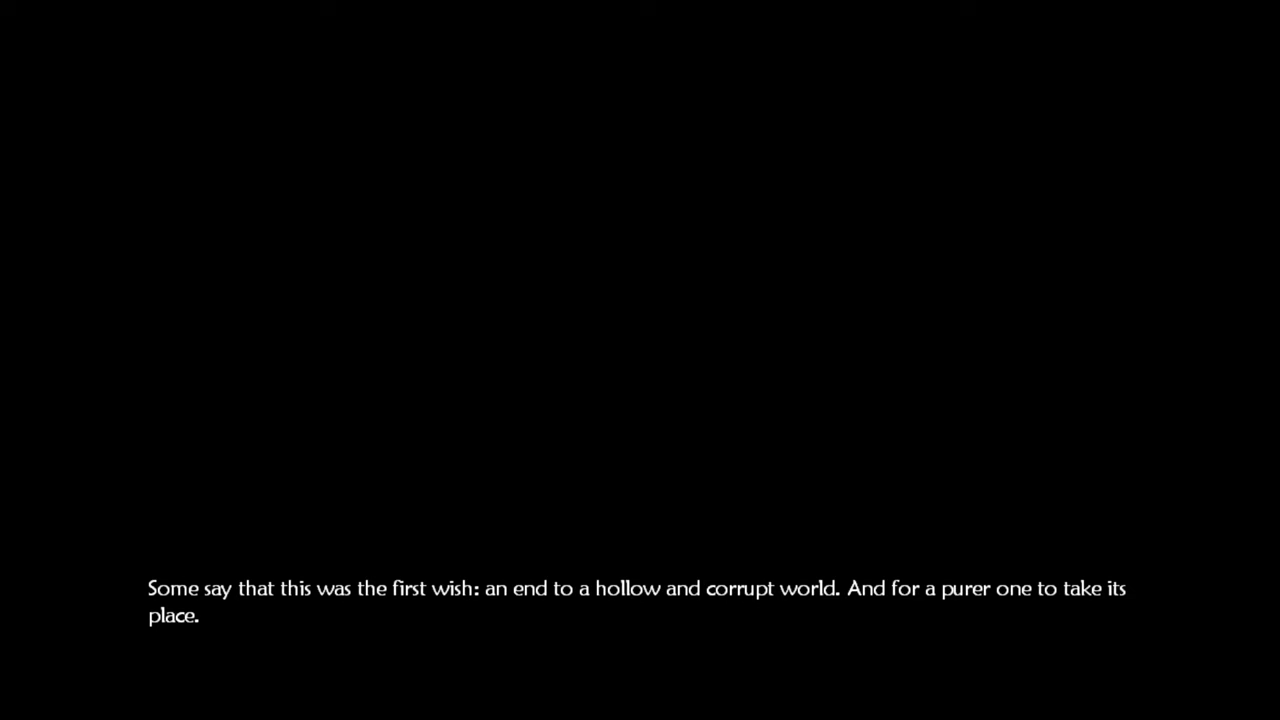 Some say that this was the first wish: an end to a hollow and corrupt world. And for a purer one to take its
place.